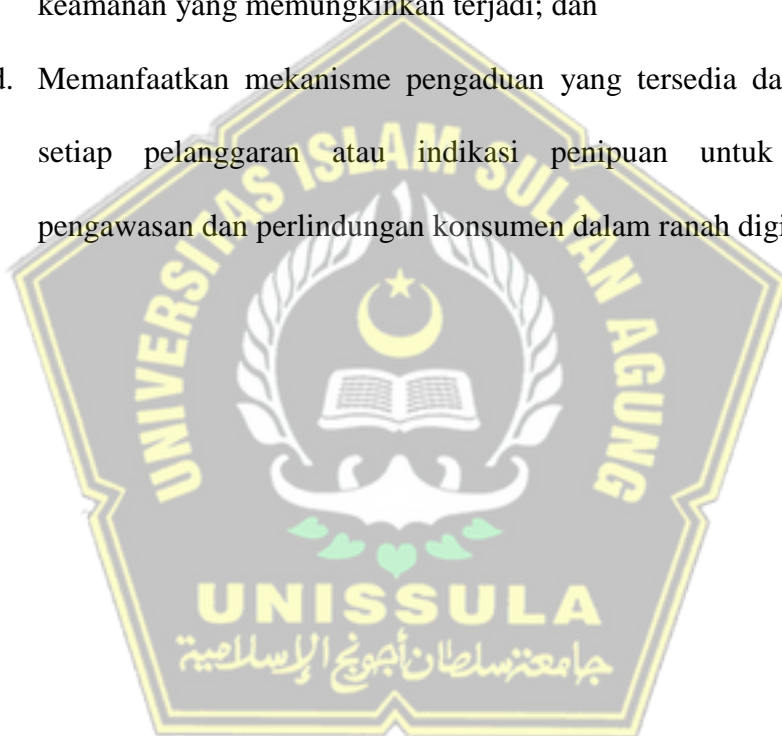 keamanan yang memungkinkan terjadi; dan
d. Memanfaatkan mekanisme pengaduan yang tersedia da
setiap pelanggaran atau indikasi penipuan untuk
pengawasan dan perlindungan konsumen dalam ranah digi
UNIVERSITAS ISLAM SULTAN AGUNG
UNISSULA
جامعة سلطان أجونج الإسلامية